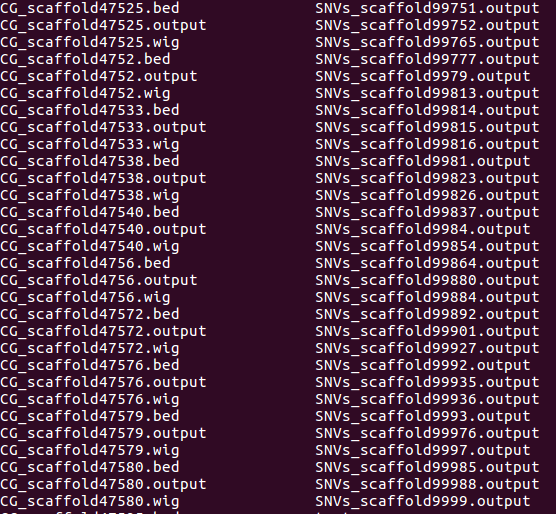 CG_scaffold47525.bed SNVs_scaffold99751.output
CG_scaffold47525.output SNVs_scaffold99752.output
CG_scaffold47525.wig SNVs_scaffold99765.output
CG_scaffold4752.bed SNVs_scaffold99777.output
CG_scaffold4752.output SNVs_scaffold9979.output
CG_scaffold4752.wig SNVs_scaffold99813.output
CG_scaffold47533.bed SNVs_scaffold99814.output
CG_scaffold47533.output SNVs_scaffold99815.output
CG_scaffold47533.wig SNVs_scaffold99816.output
CG_scaffold47538.bed SNVs_scaffold9981.output
CG_scaffold47538.output SNVs_scaffold99823.output
CG_scaffold47538.wig SNVs_scaffold99826.output
CG_scaffold47540.bed SNVs_scaffold99837.output
CG_scaffold47540.output SNVs_scaffold9984.output
CG_scaffold47540.wig SNVs_scaffold99854.output
CG_scaffold4756.bed SNVs_scaffold99864.output
CG_scaffold4756.output SNVs_scaffold99880.output
CG_scaffold4756.wig SNVs_scaffold99884.output
CG_scaffold47572.bed SNVs_scaffold99892.output
CG_scaffold47572.output SNVs_scaffold99901.output
CG_scaffold47572.wig SNVs_scaffold99927.output
CG_scaffold47576.bed SNVs_scaffold9992.output
CG_scaffold47576.output SNVs_scaffold99935.output
CG_scaffold47576.wig SNVs_scaffold99936.output
CG_scaffold47579.bed SNVs_scaffold9993.output
CG_scaffold47579.output SNVs_scaffold99976.output
CG_scaffold47579.wig SNVs_scaffold9997.output
CG_scaffold47580.bed SNVs_scaffold99985.output
CG_scaffold47580.output SNVs_scaffold99988.output
CG_scaffold47580.wig SNVs_scaffold9999.output